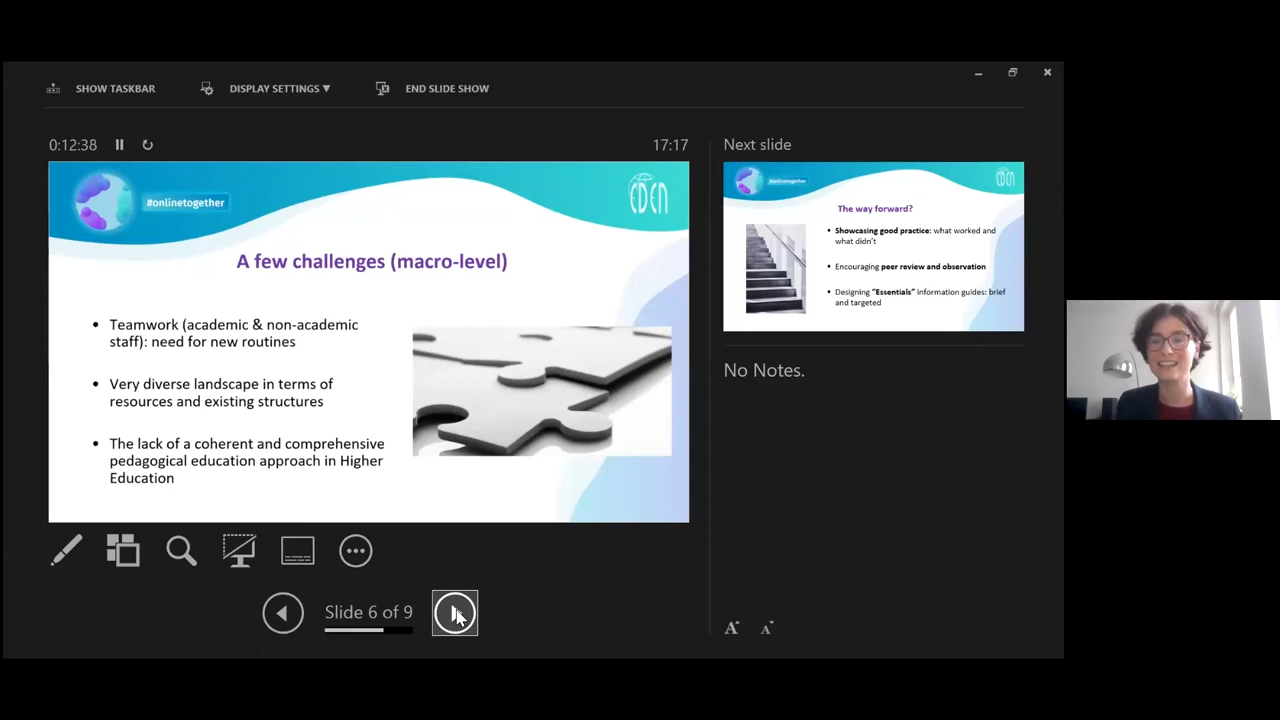 SHOW TASKBAR
DISPLAY SETTINGS ▼
END SLIDE SHOW
0:12:38
17:17
#onlinetogether
EDEN
A few challenges (macro-level)
• Teamwork (academic & non-academic
staff): need for new routines
• Very diverse landscape in terms of
resources and existing structures
• The lack of a coherent and comprehensive
pedagogical education approach in Higher
Education
Slide 6 of 9
Next slide
#onlinetogether
EDEN
The way forward?
• Showcasing good practice: what worked and
what didn't
• Encouraging peer review and observation
• Designing "Essentials" information guides: brief
and targeted
No Notes.
A A